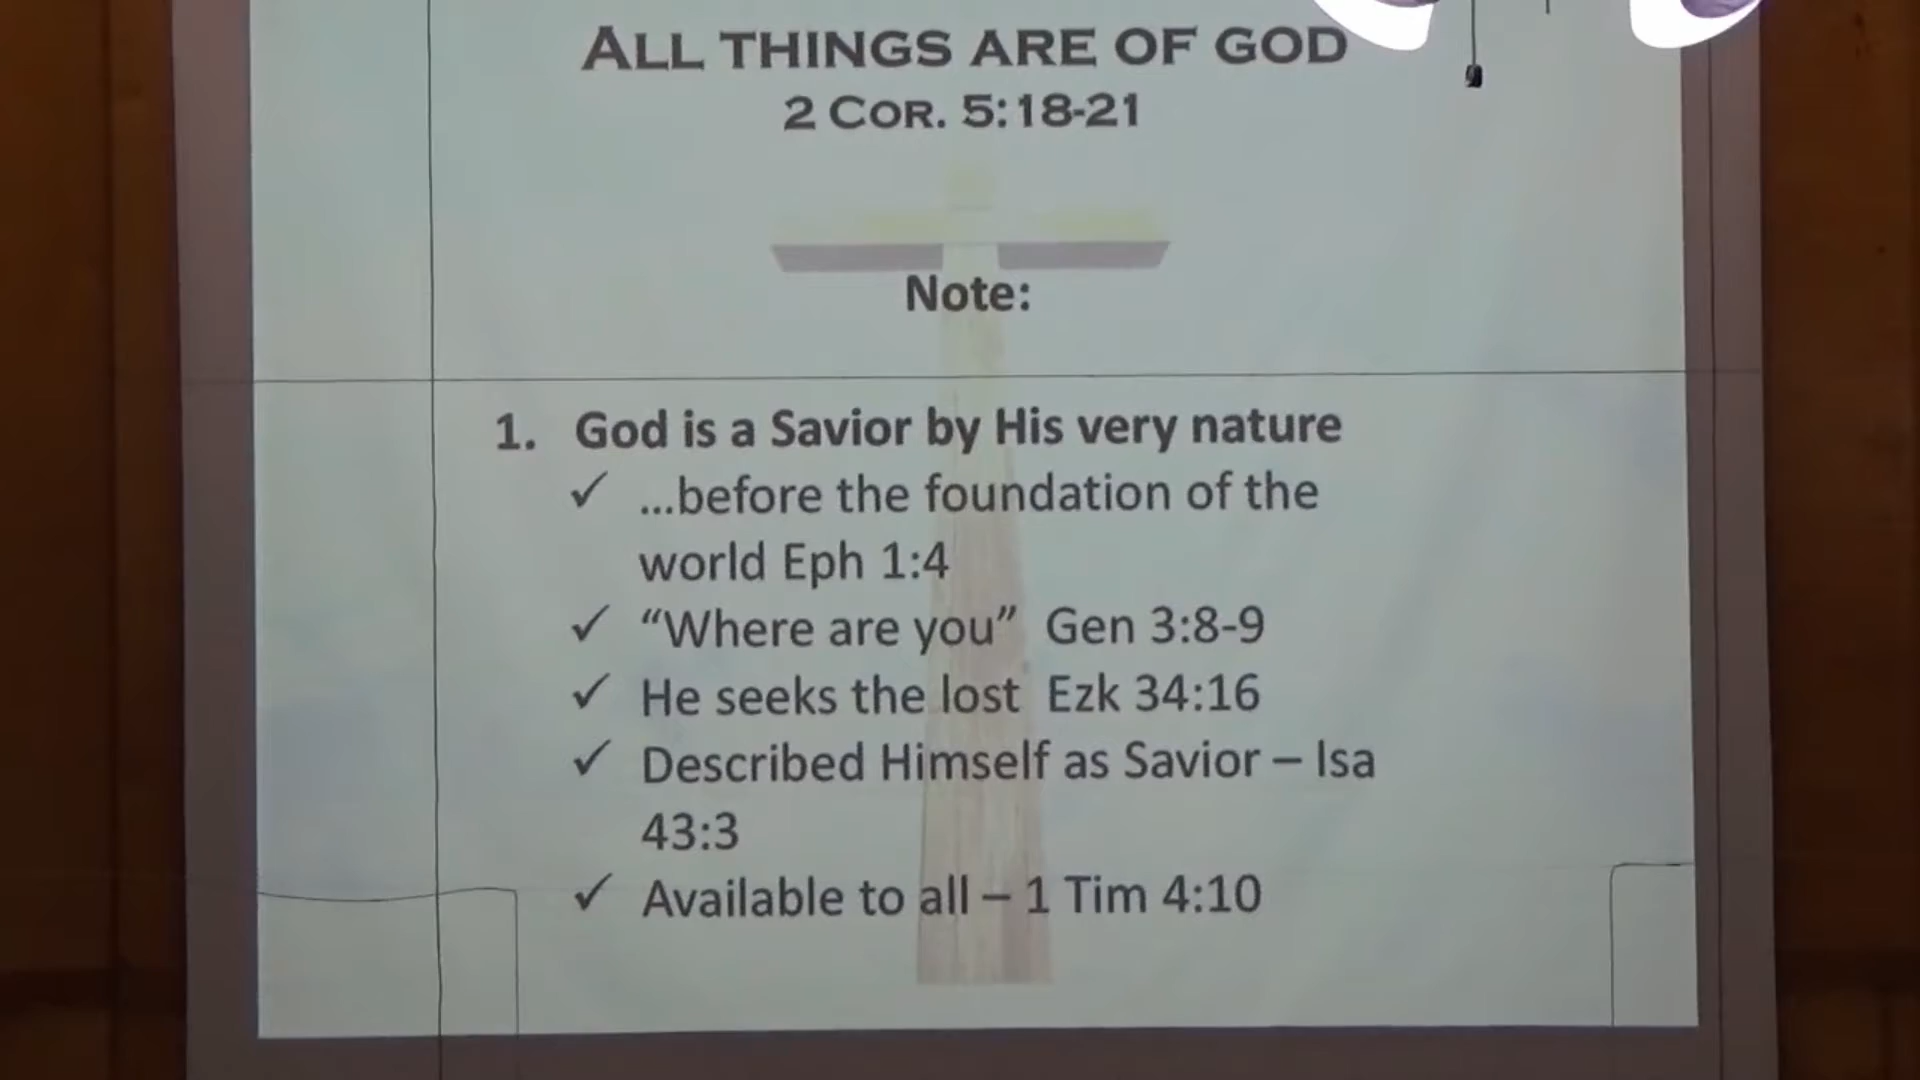 ALL THINGS ARE OF GOD
2 COR. 5:18-21
Note:
1. God is a Savior by His very nature
✓ ...before the foundation of the
world Eph 1:4
✓ “Where are you” Gen 3:8-9
✓ He seeks the lost Ezk 34:16
✓ Described Himself as Savior – Isa
43:3
✓ Available to all – 1 Tim 4:10